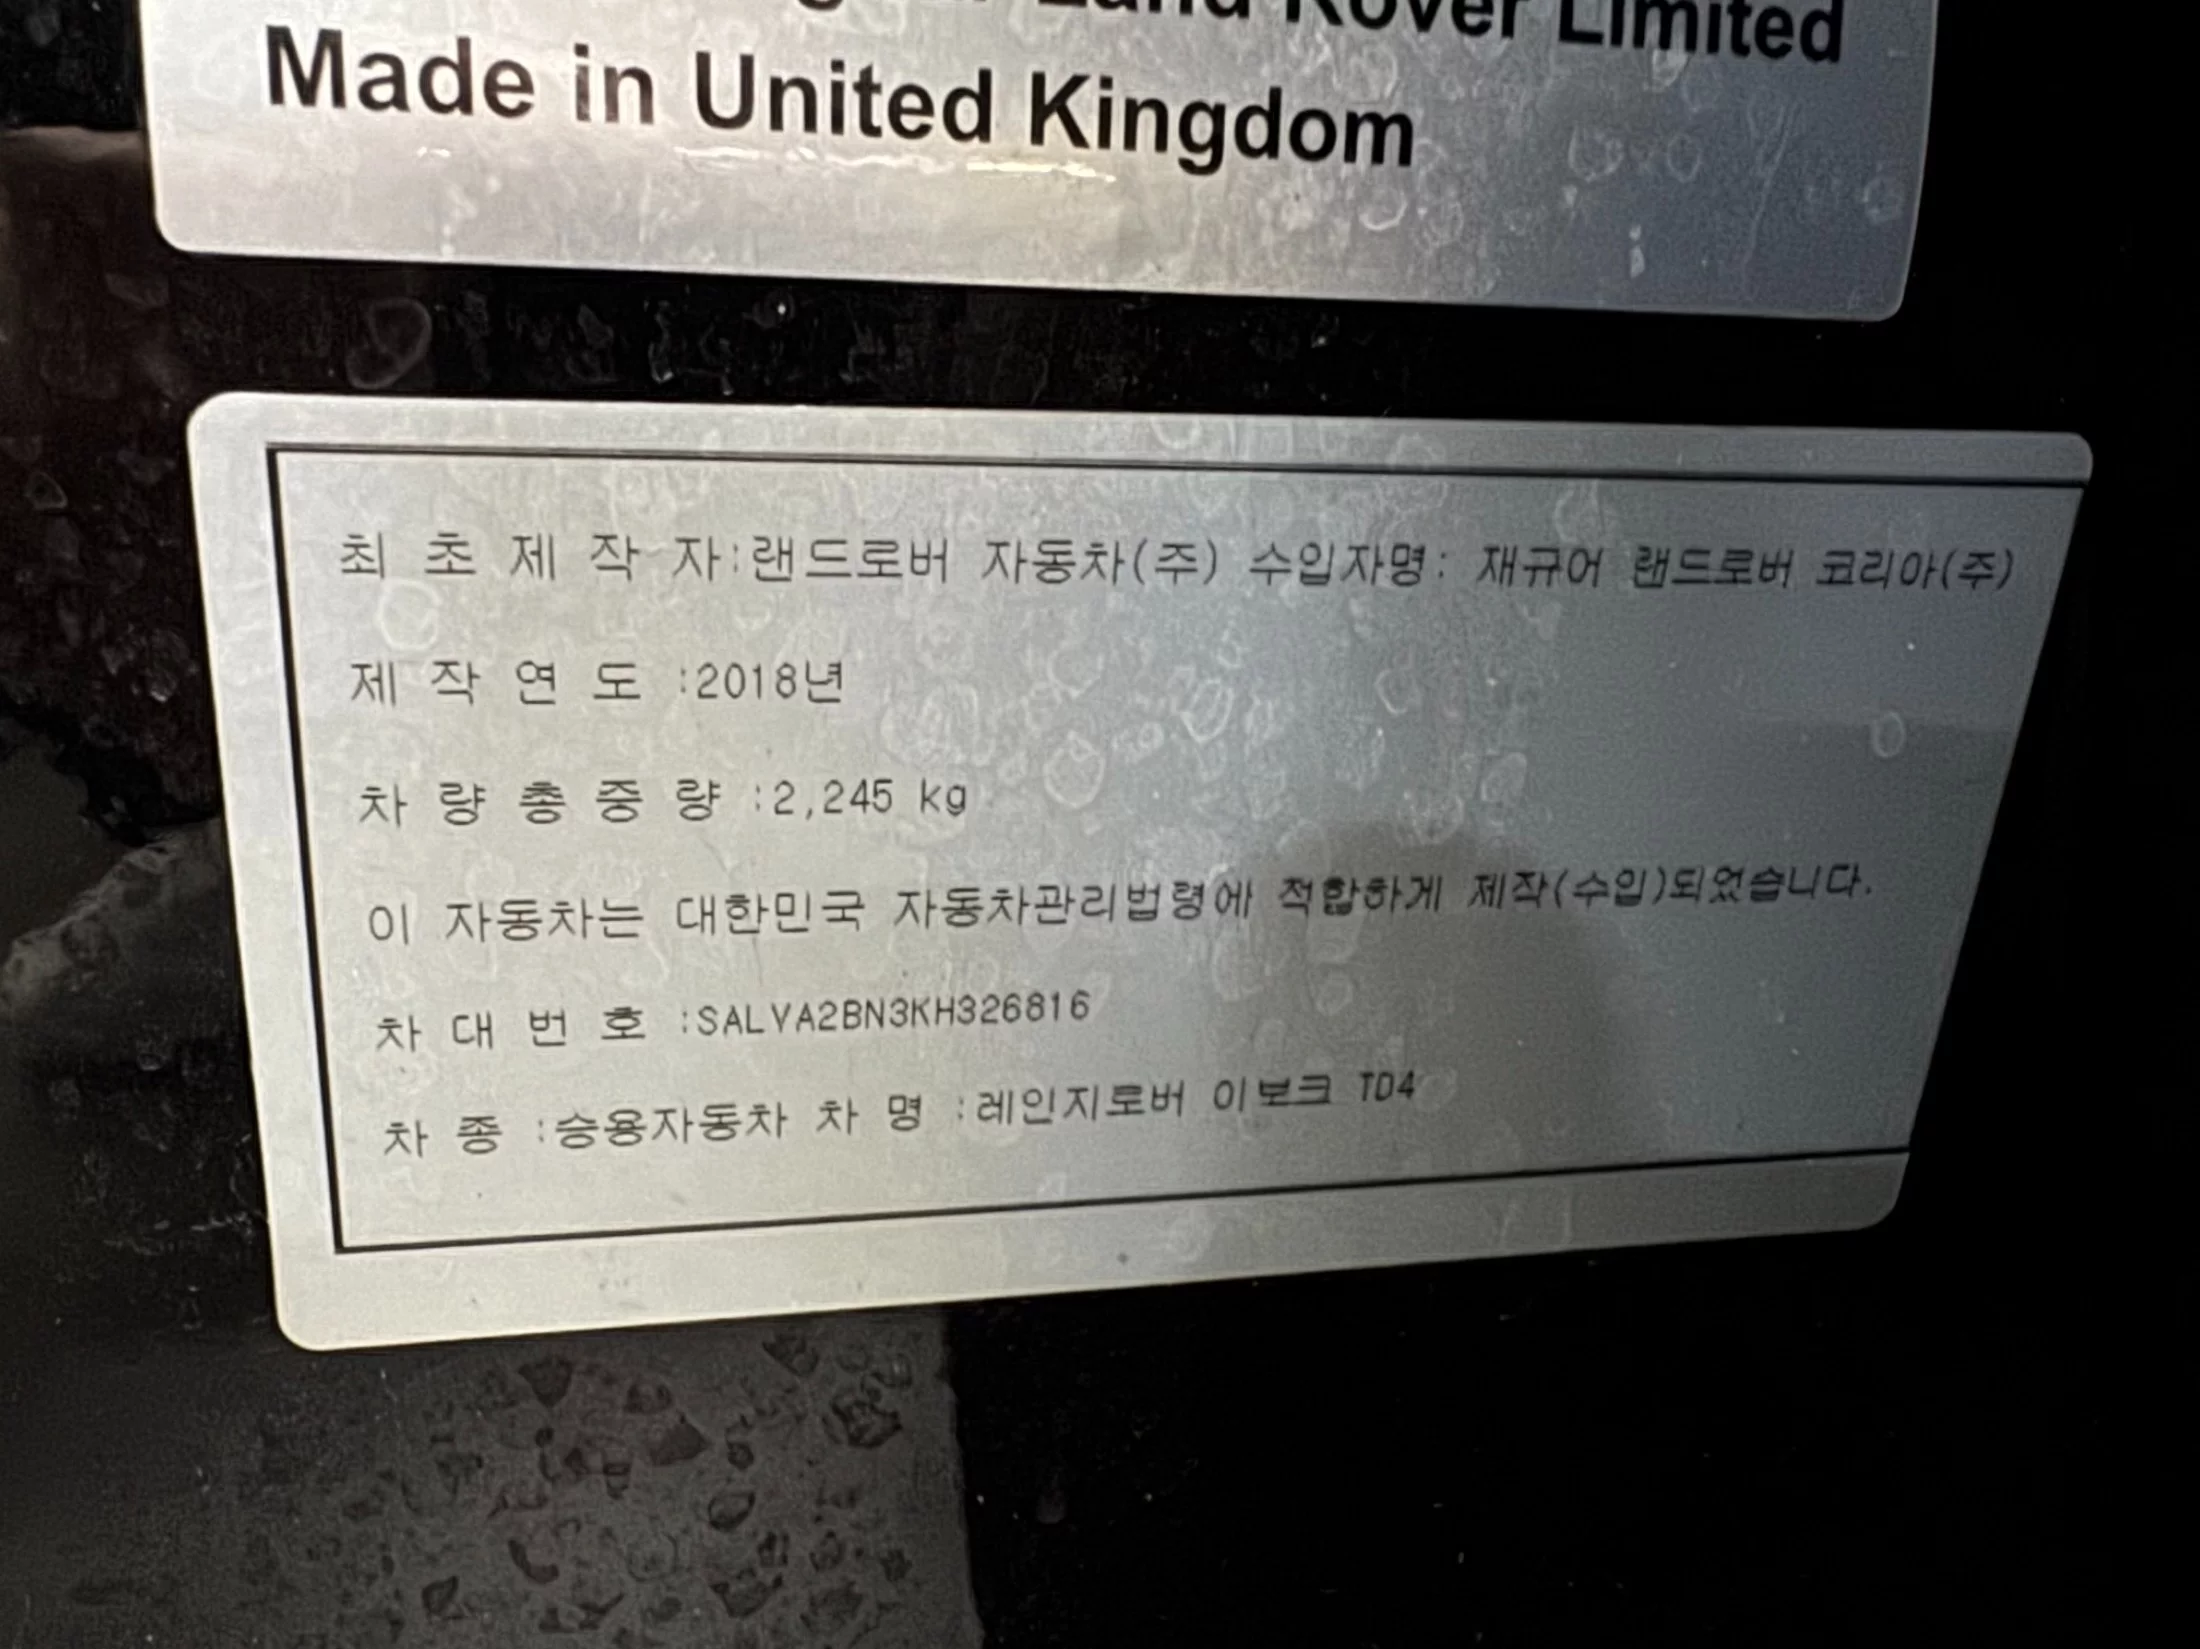 Land Rover Limited
Made in United Kingdom
최 초 제 작 자:랜드로버 자동차(주) 수입자명: 재규어 랜드로버 코리아(주)
제 작 연 도 :2018년
차 량 총 중 량 :2,245 kg
이 자동차는 대한민국 자동차관리법령에 적합하게 제작(수입)되었습니다.
차 대 번 호 :SALVA2BN3KH326816
차 종 :승용자동차 차 명 :레인지로버 이보크 TD4